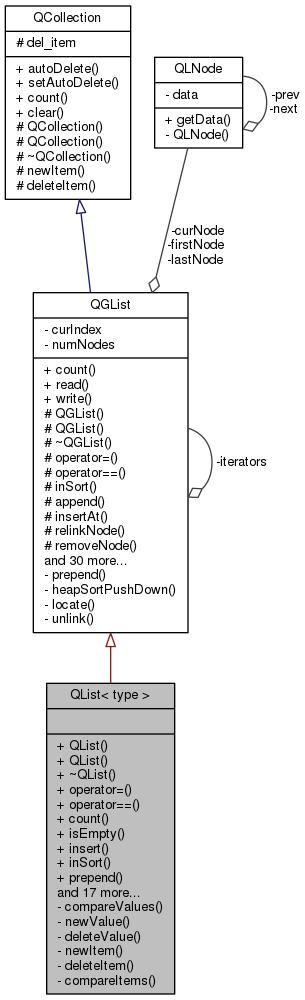 QCollection
# del_item
+ autoDelete()
+ setAutoDelete()
+ count()
+ clear()
# QCollection()
# QCollection()
# ~QCollection()
# newItem()
# deleteItem()
QLNode
- data
+ getData()
- QLNode()
-prev
-next
-curNode
-firstNode
-lastNode
QGList
- curIndex
- numNodes
+ count()
+ read()
+ write()
# QGList()
# QGList()
# ~QGList()
# operator=()
# operator==()
# inSort()
# append()
# insertAt()
# relinkNode()
# removeNode()
and 30 more...
- prepend()
- heapSortPushDown()
- locate()
- unlink()
-iterators
QList< type >
+ QList()
+ QList()
+ ~QList()
+ operator=()
+ operator==()
+ count()
+ isEmpty()
+ insert()
+ inSort()
+ prepend()
and 17 more...
- compareValues()
- newValue()
- deleteValue()
- newItem()
- deleteItem()
- compareItems()